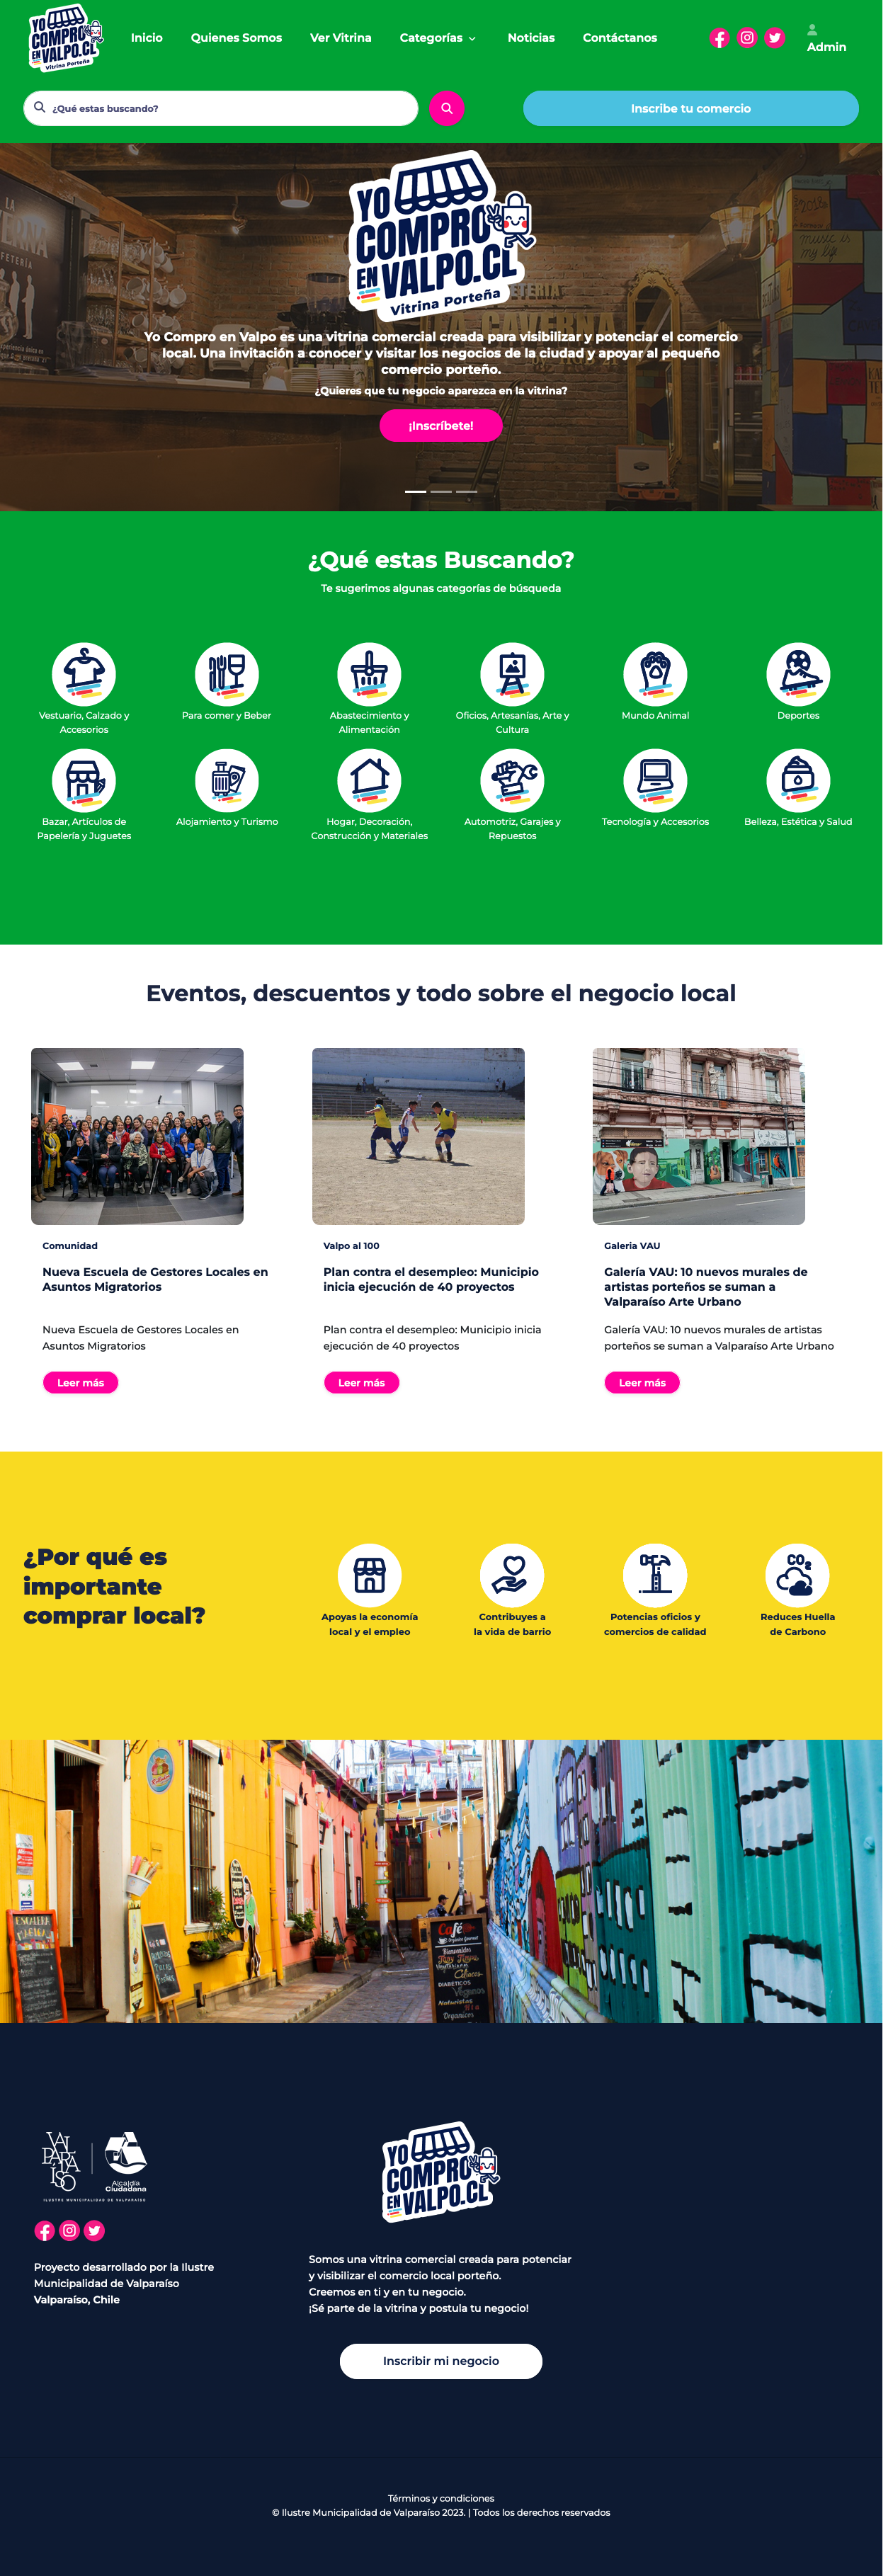 YO
COMPRO
EN VALPO.CL
Vitrina Porteña
Inicio
Quienes Somos
Ver Vitrina
Categorías
Noticias
Contáctanos
Admin
¿Qué estas buscando?
Inscribe tu comercio
YO
COMPRO
EN VALPO.CL
Vitrina Porteña
Yo Compro en Valpo es una vitrina comercial creada para visibilizar y potenciar el comercio
local. Una invitación a conocer y visitar los negocios de la ciudad y apoyar al pequeño
comercio porteño.
¿Quieres que tu negocio aparezca en la vitrina?
¡Inscríbete!
¿Qué estas Buscando?
Te sugerimos algunas categorías de búsqueda
Vestuario, Calzado y
Accesorios
Para comer y Beber
Abastecimiento y
Alimentación
Oficios, Artesanías, Arte y
Cultura
Mundo Animal
Deportes
Bazar, Artículos de
Papelería y Juguetes
Alojamiento y Turismo
Hogar, Decoración,
Construcción y Materiales
Automotriz, Garajes y
Repuestos
Tecnología y Accesorios
Belleza, Estética y Salud
Eventos, descuentos y todo sobre el negocio local
Comunidad
Nueva Escuela de Gestores Locales en
Asuntos Migratorios
Nueva Escuela de Gestores Locales en
Asuntos Migratorios
Leer más
Valpo al 100
Plan contra el desempleo: Municipio
inicia ejecución de 40 proyectos
Plan contra el desempleo: Municipio inicia
ejecución de 40 proyectos
Leer más
Galeria VAU
Galería VAU: 10 nuevos murales de
artistas porteños se suman a
Valparaíso Arte Urbano
Galería VAU: 10 nuevos murales de artistas
porteños se suman a Valparaíso Arte Urbano
Leer más
¿Por qué es
importante
comprar local?
Apoyas la economía
local y el empleo
Contribuyes a
la vida de barrio
Potencias oficios y
comercios de calidad
CO2
Reduces Huella
de Carbono
Café
Bienvenidos
DIABETICOS
Organicos
VALPARAISO
Alcaldía
Ciudadana
ILUSTRE MUNICIPALIDAD DE VALPARAISO
Proyecto desarrollado por la Ilustre
Municipalidad de Valparaíso
Valparaíso, Chile
YO
COMPRO
EN VALPO.CL
Somos una vitrina comercial creada para potenciar
y visibilizar el comercio local porteño.
Creemos en ti y en tu negocio.
¡Sé parte de la vitrina y postula tu negocio!
Inscribir mi negocio
Términos y condiciones
© Ilustre Municipalidad de Valparaíso 2023. | Todos los derechos reservados